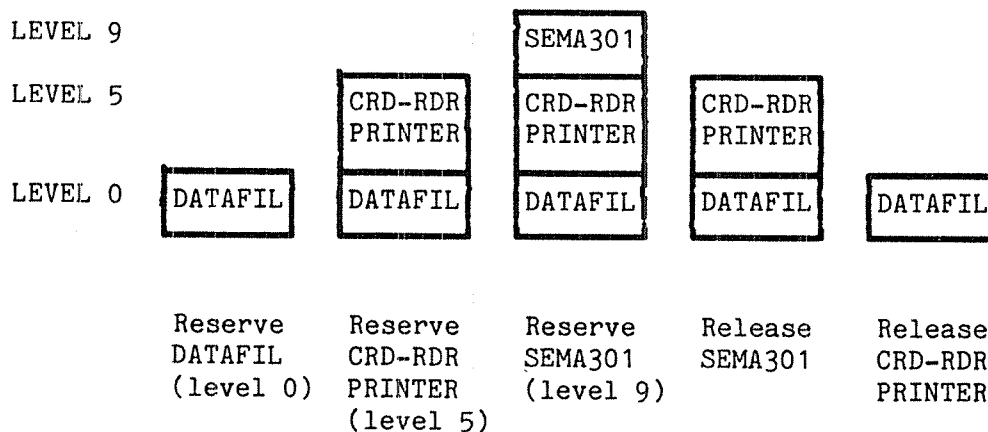 LEVEL 9 SEMA301
LEVEL 5 CRD-RDR CRD-RDR CRD-RDR
PRINTER PRINTER PRINTER
LEVEL 0 DATAFIL DATAFIL DATAFIL DATAFIL DATAFIL
Reserve Reserve Reserve Release Release
DATAFIL CRD-RDR SEMA301 SEMA301 CRD-RDR
(level 0) PRINTER (level 9) PRINTER
(level 5)